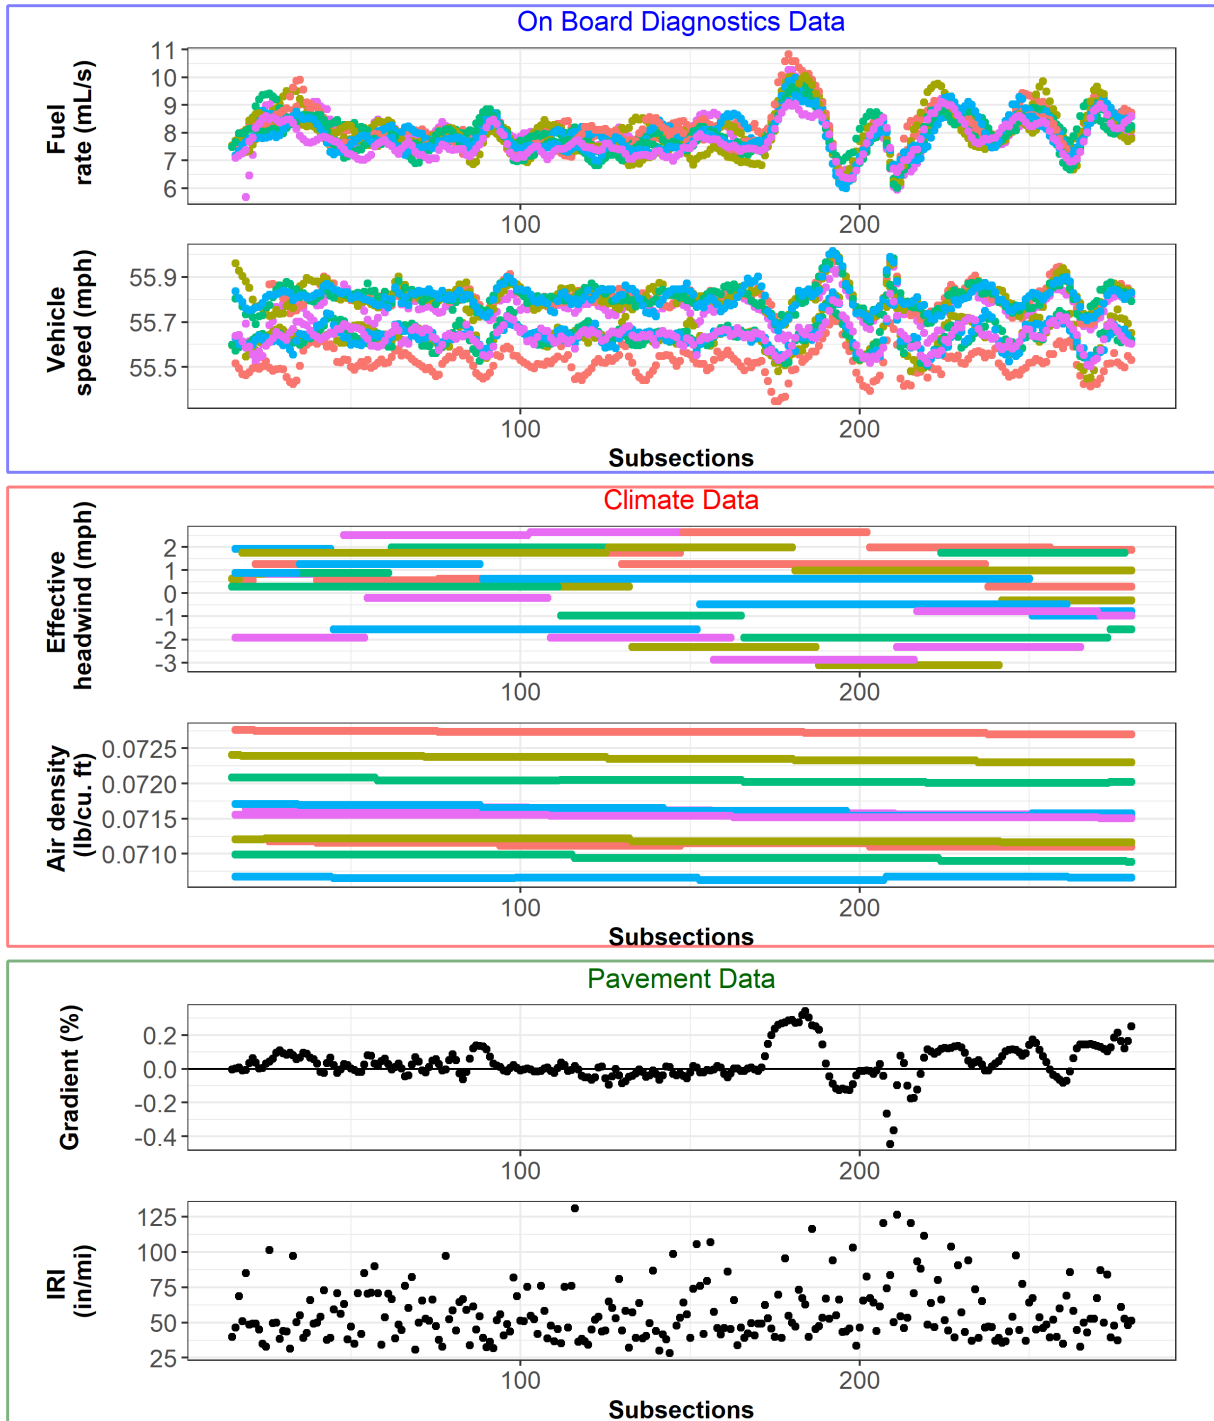 On Board Diagnostics Data
Fuel
rate (mL/s)
11
10
9
8
7
6
100
200
Vehicle
speed (mph)
55.9
55.7
55.5
100
200
Subsections
Climate Data
Effective
headwind (mph)
2
1
0
-1
-2
-3
100
200
Air density
(lb/cu. ft)
0.0725
0.0720
0.0715
0.0710
100
200
Subsections
Pavement Data
Gradient (%)
0.2
0.0
-0.2
-0.4
100
200
IRI
(in/mi)
125
100
75
50
25
100
200
Subsections